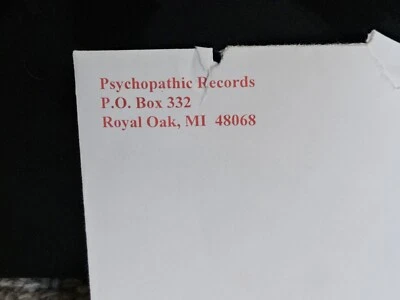 Psychopathic Records
P.O. Box 332
Royal Oak, MI  48068